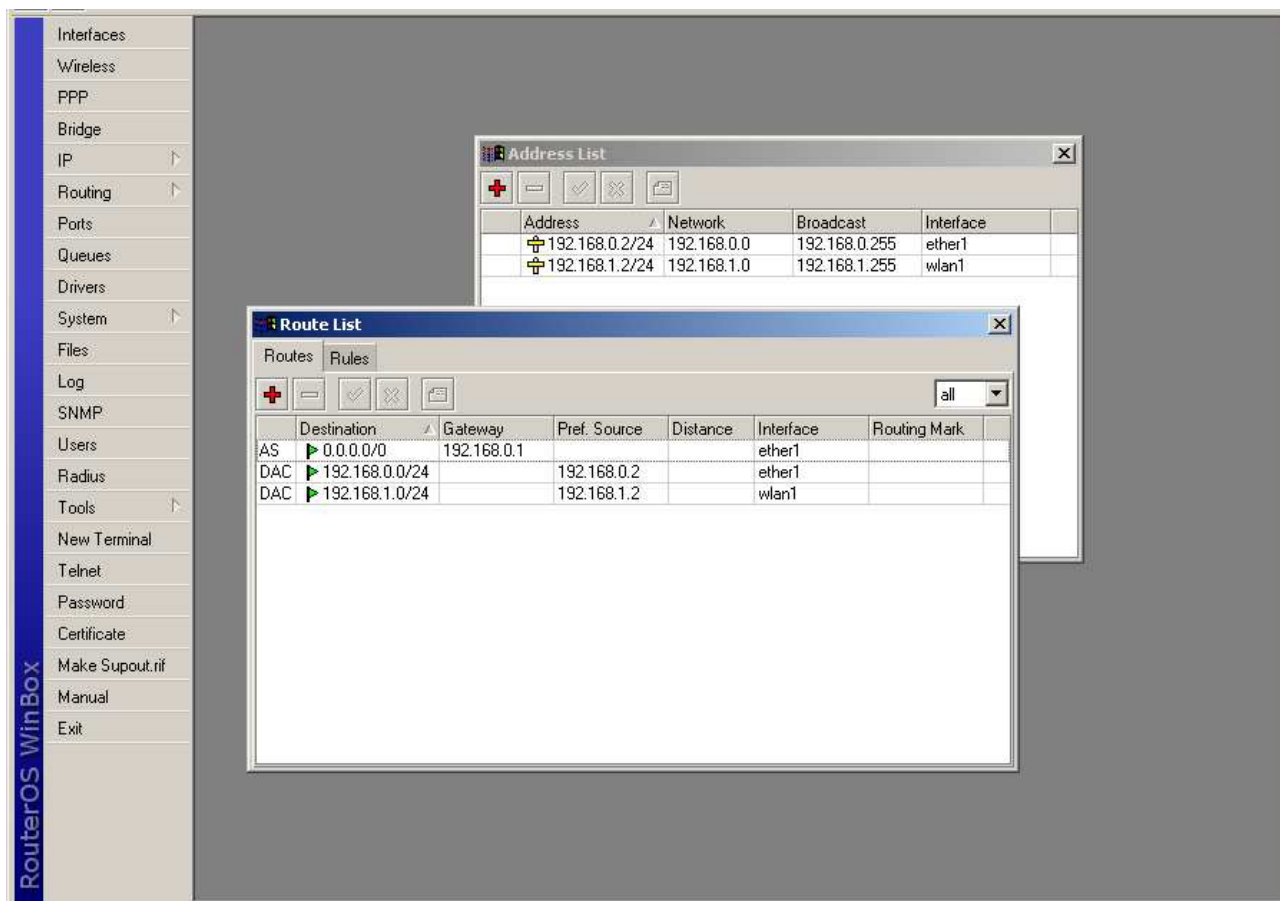 Interfaces
Wireless
PPP
Bridge
IP
Routing
Ports
Queues
Drivers
System
Files
Log
SNMP
Users
Radius
Tools
New Terminal
Telnet
Password
Certificate
Make Supout.rif
Manual
Exit
RouterOS WinBox
Address List
Address Network Broadcast Interface
192.168.0.2/24 192.168.0.0 192.168.0.255 ether1
192.168.1.2/24 192.168.1.0 192.168.1.255 wlan1
Route List
Routes Rules
all
Destination Gateway Pref. Source Distance Interface Routing Mark
AS 0.0.0.0/0 192.168.0.1 ether1
DAC 192.168.0.0/24 192.168.0.2 ether1
DAC 192.168.1.0/24 192.168.1.2 wlan1